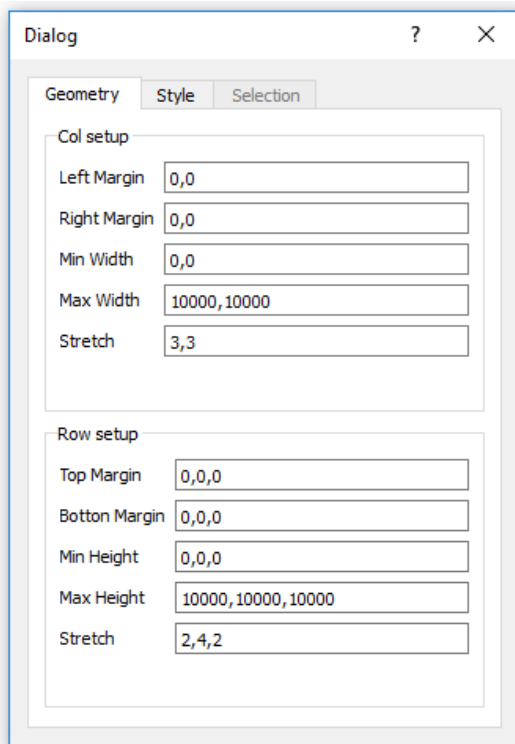 Dialog ?
Geometry Style Selection
Col setup
Left Margin 0,0
Right Margin 0,0
Min Width 0,0
Max Width 10000,10000
Stretch 3,3
Row setup
Top Margin 0,0,0
Botton Margin 0,0,0
Min Height 0,0,0
Max Height 10000,10000,10000
Stretch 2,4,2